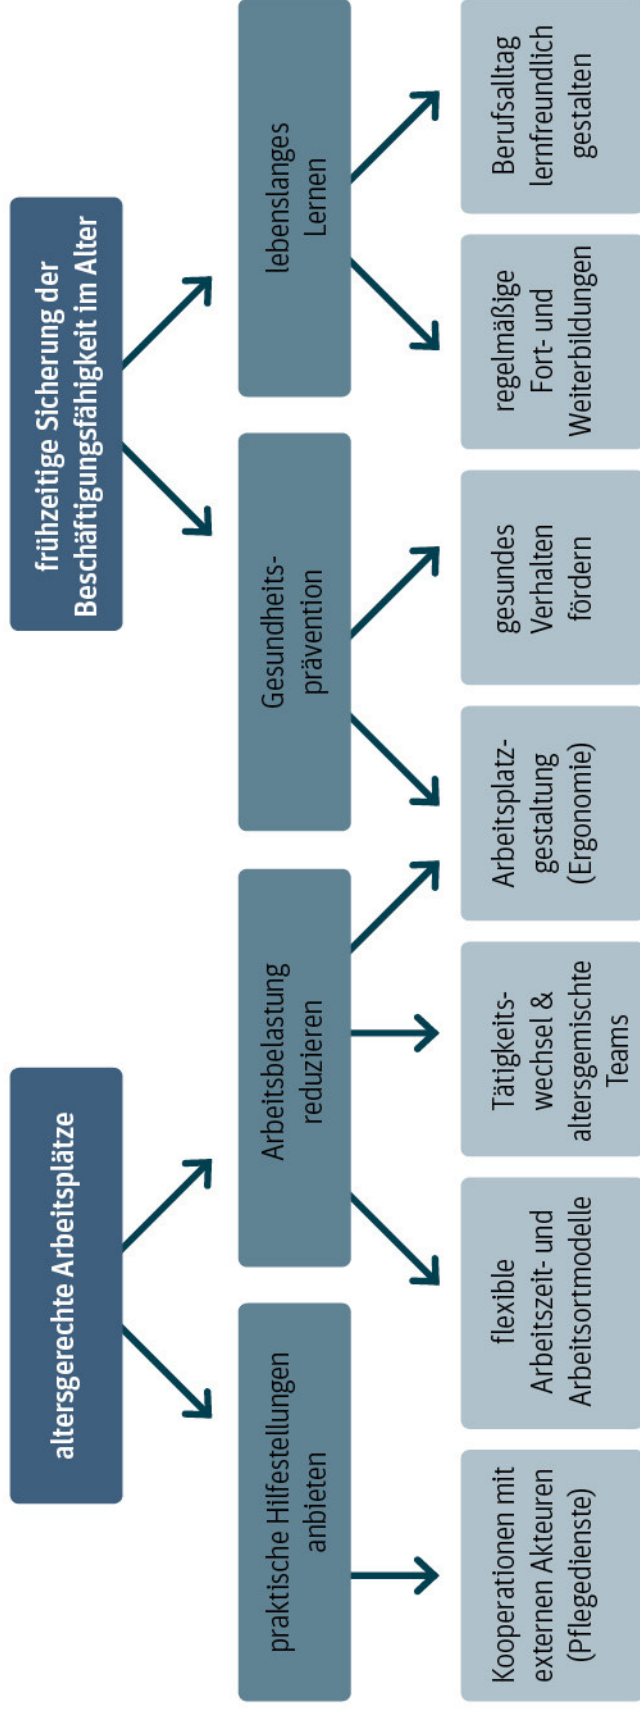 altersgerechte Arbeitsplätze
frühzeitige Sicherung der
Beschäftigungsfähigkeit im Alter
praktische Hilfestellungen
anbieten
Arbeitsbelastung
reduzieren
Gesundheits-
prävention
lebenslanges
Lernen
Kooperationen mit
externen Akteuren
(Pflegedienste)
flexible
Arbeitszeit- und
Arbeitsortmodelle
Tätigkeits-
wechsel &
altersgemischte
Teams
Arbeitsplatz-
gestaltung
(Ergonomie)
gesundes
Verhalten
fördern
regelmäßige
Fort- und
Weiterbildungen
Berufsalltag
lernfreundlich
gestalten